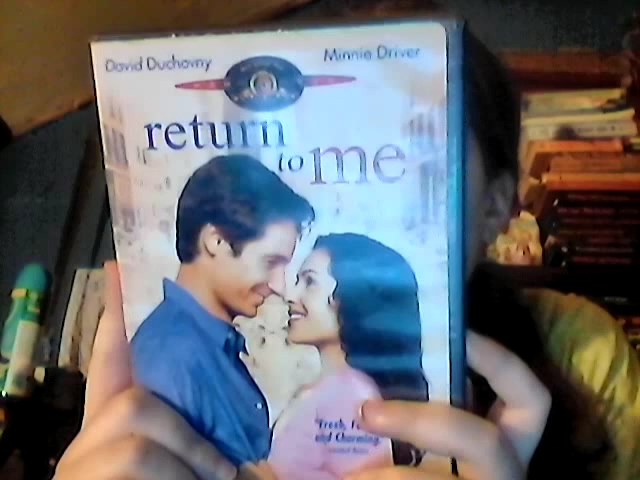 David Duchovny Minnie Driver
return
to me
"Fresh,
and Charming.